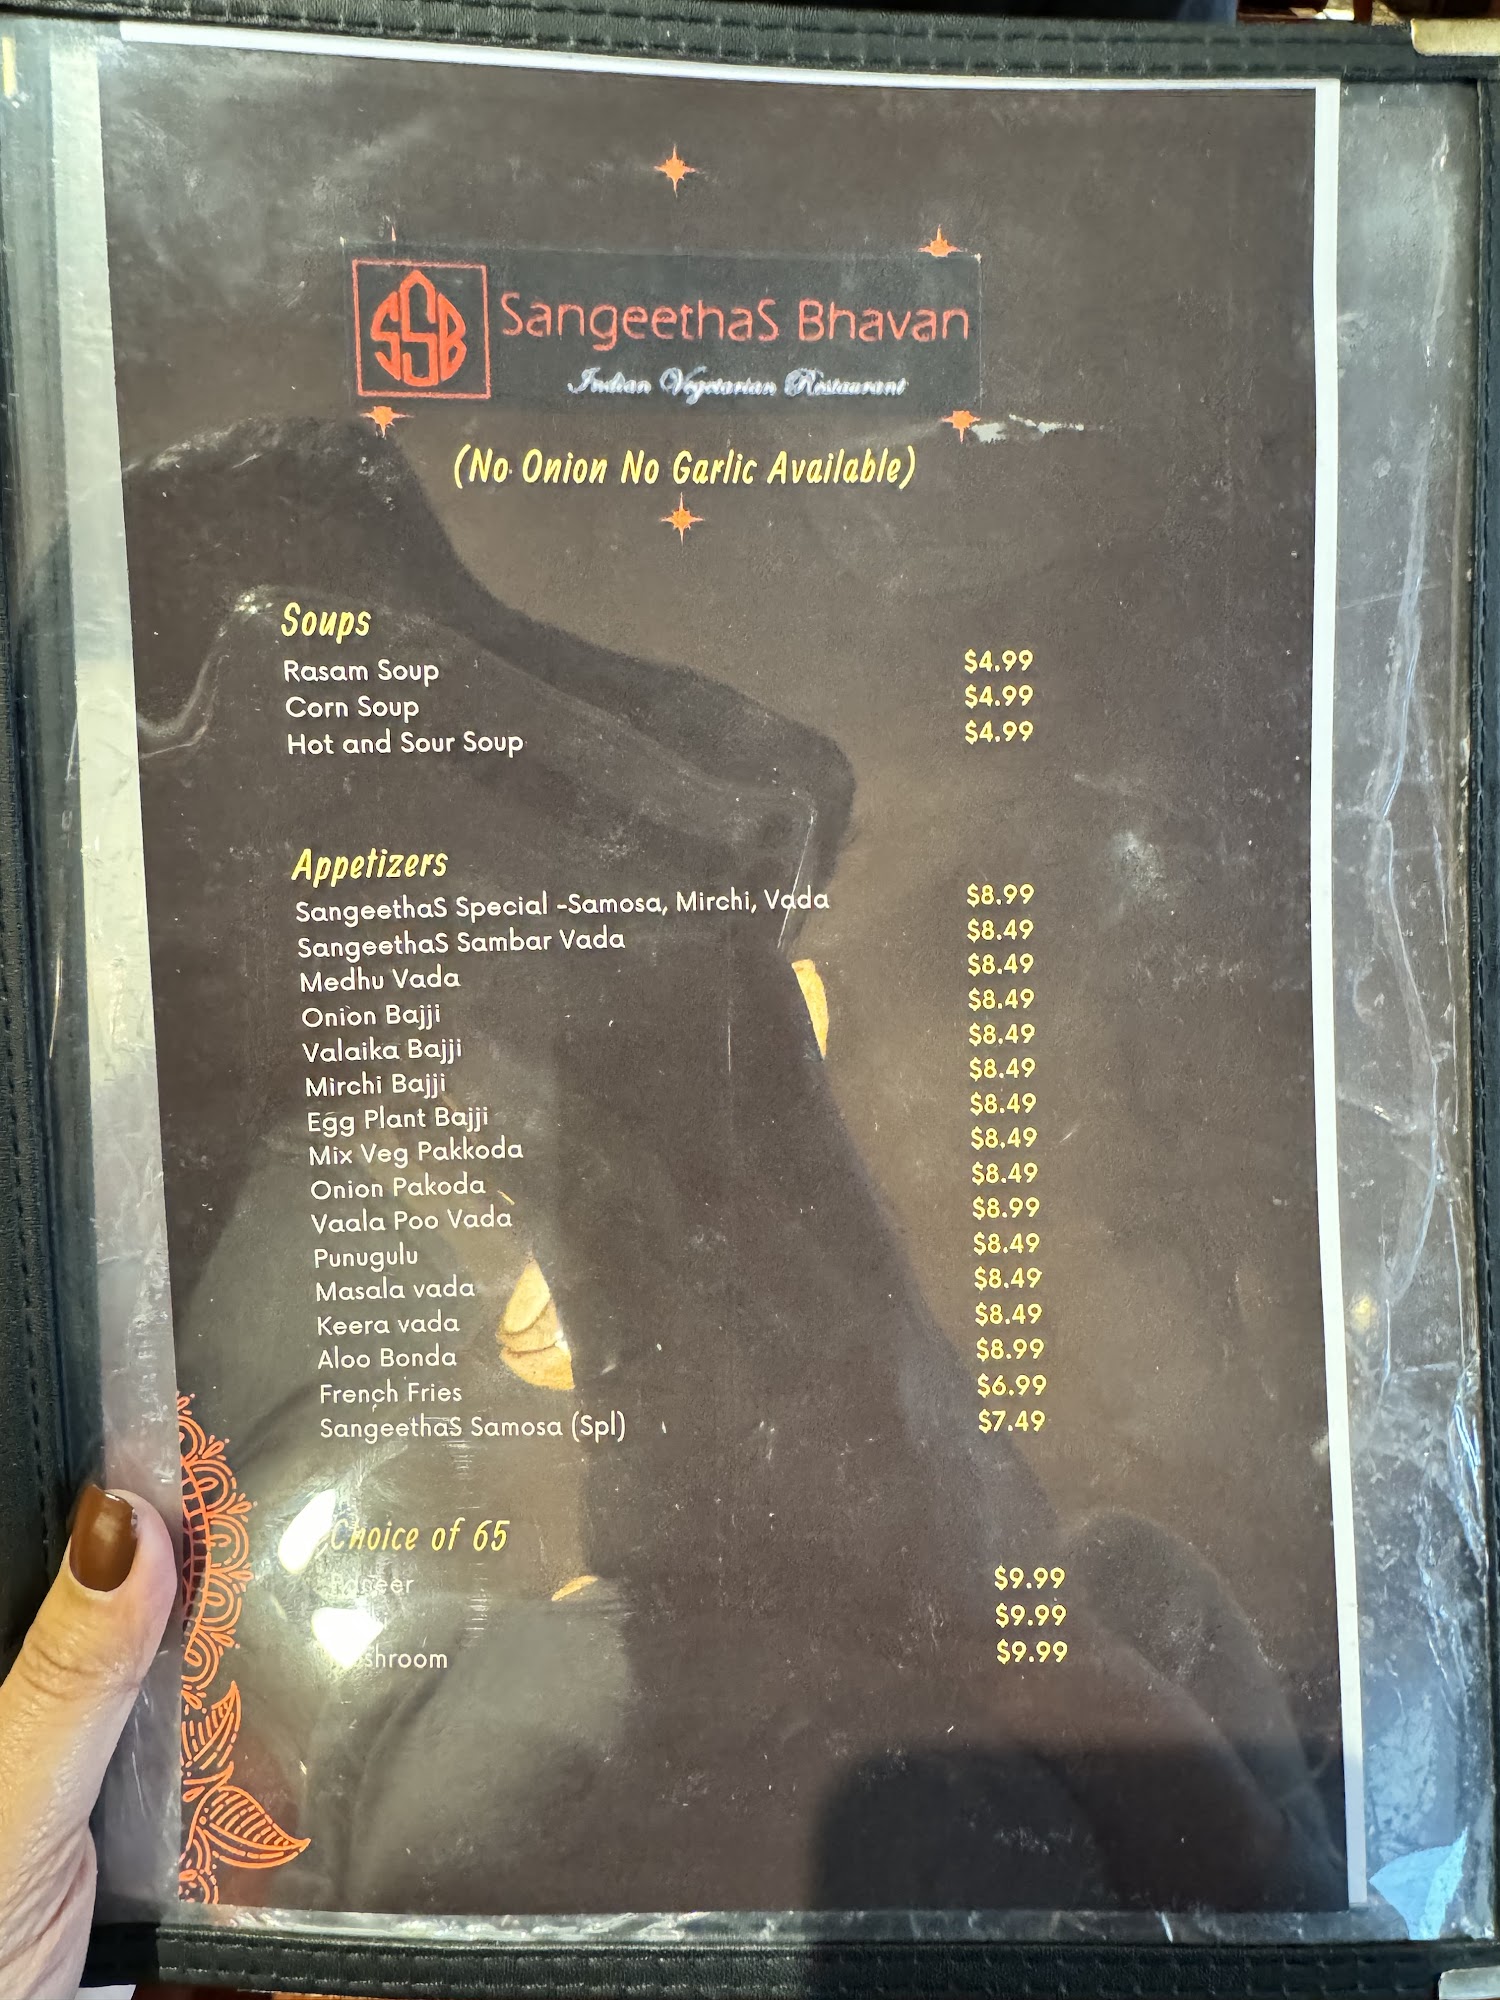 SSB
SangeethaS Bhavan
Indian Vegetarian Restaurant
(No Onion No Garlic Available)
Soups
Rasam Soup $4.99
Corn Soup $4.99
Hot and Sour Soup $4.99
Appetizers
SangeethaS Special -Samosa, Mirchi, Vada $8.99
SangeethaS Sambar Vada $8.49
Medhu Vada $8.49
Onion Bajji $8.49
Valaika Bajji $8.49
Mirchi Bajji $8.49
Egg Plant Bajji $8.49
Mix Veg Pakkoda $8.49
Onion Pakoda $8.49
Vaala Poo Vada $8.99
Punugulu $8.49
Masala vada $8.49
Keera vada $8.49
Aloo Bonda $8.99
French Fries $6.99
SangeethaS Samosa (Spl) $7.49
Choice of 65
Paneer $9.99
$9.99
$9.99